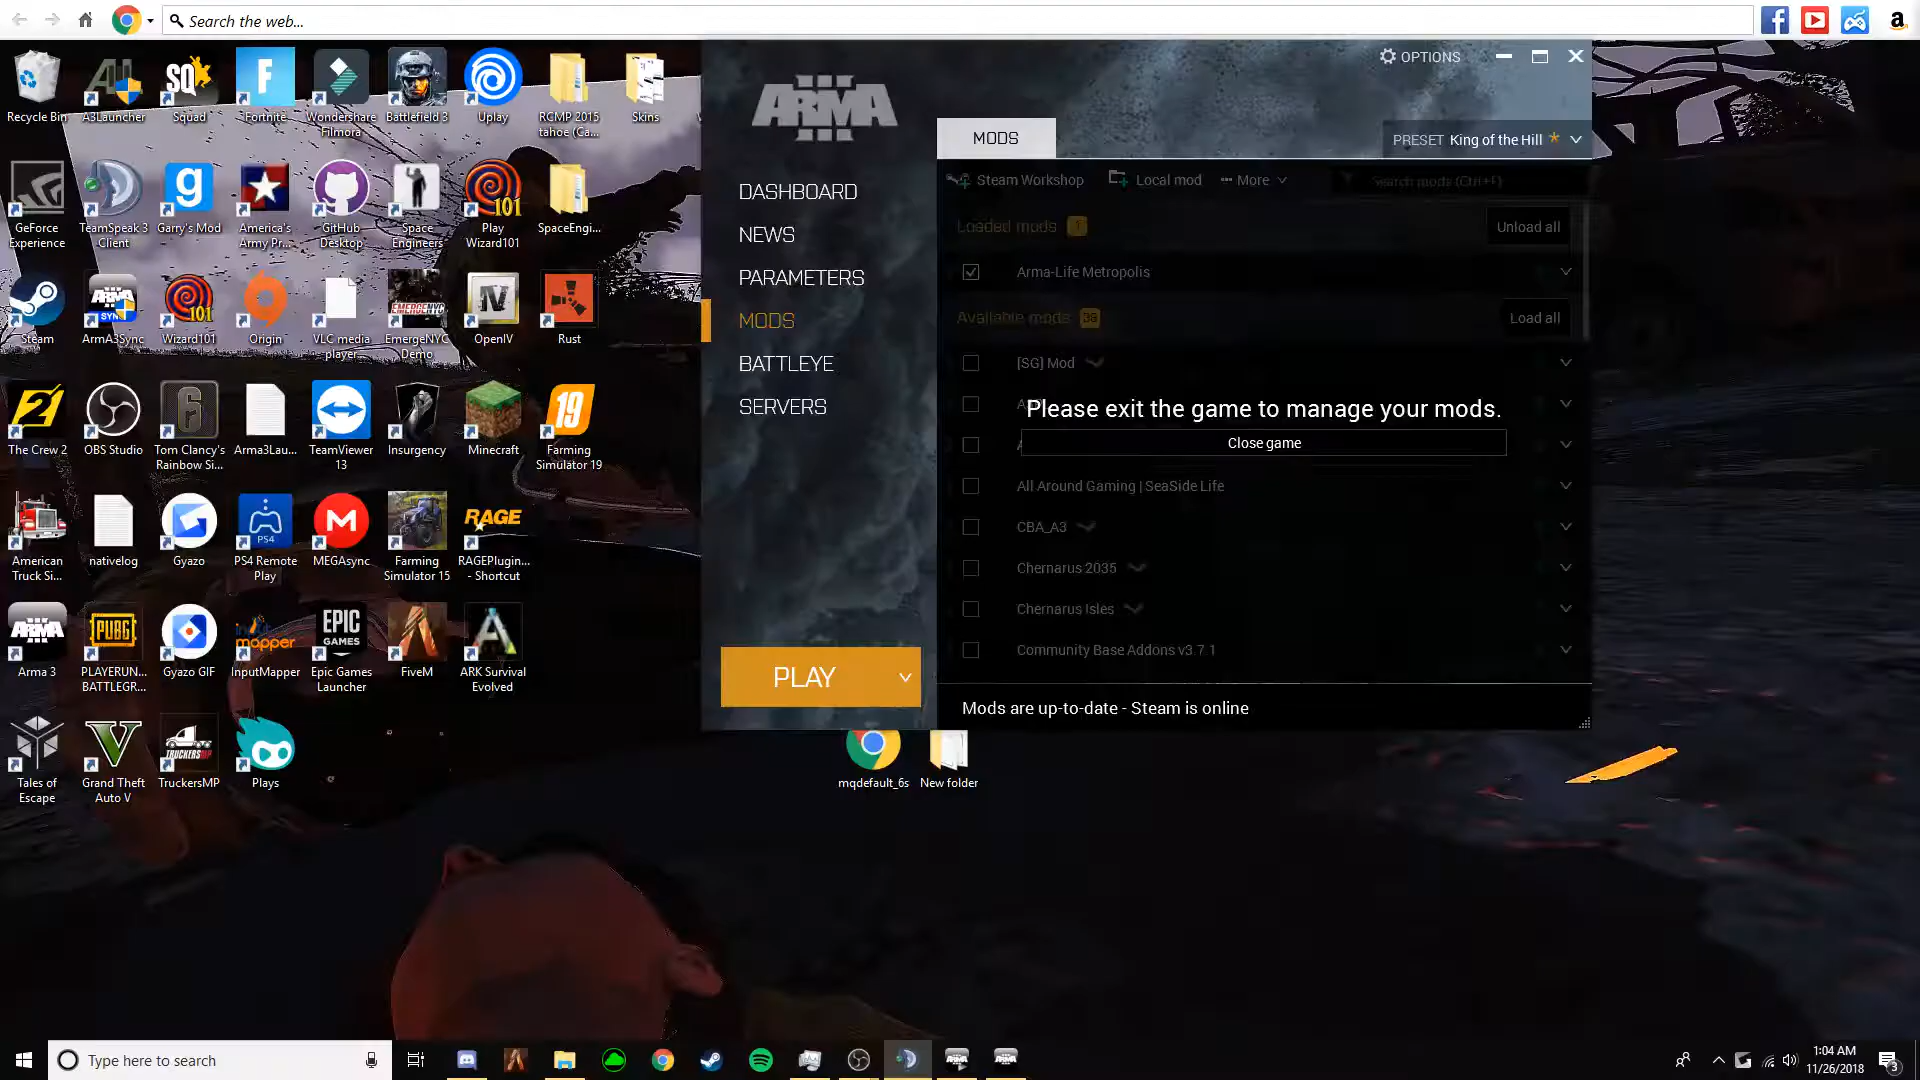 Search the web...
OPTIONS
ARMA III
MODS
PRESET King of the Hill *
DASHBOARD
NEWS
PARAMETERS
MODS
BATTLEYE
SERVERS
PLAY
Steam Workshop
Local mod
More
Search mods (Ctrl+F)
Loaded mods 1
Unload all
Arma-Life Metropolis
Available mods 38
Load all
[SG] Mod
Please exit the game to manage your mods.
Close game
All Around Gaming | SeaSide Life
CBA_A3
Chernarus 2035
Chernarus Isles
Community Base Addons v3.7.1
Mods are up-to-date - Steam is online
Recycle Bin
A3Launcher
Squad
Fortnite
Wondershare Filmora
Battlefield 3
Uplay
RCMP 2015 tahoe (Ca...
Skins
GeForce Experience
TeamSpeak 3 Client
Garry's Mod
America's Army Pr...
GitHub Desktop
Space Engineers
Play Wizard101
SpaceEngi...
Steam
ArmA3Sync
Wizard101
Origin
VLC media player...
EmergeNYC Demo
OpenIV
Rust
The Crew 2
OBS Studio
Tom Clancy's Rainbow Si...
Arma3Lau...
TeamViewer 13
Insurgency
Minecraft
Farming Simulator 19
American Truck Si...
nativelog
Gyazo
PS4 Remote Play
MEGAsync
Farming Simulator 15
RAGEPlugin... - Shortcut
Arma 3
PLAYERUN... BATTLEGR...
Gyazo GIF
InputMapper
Epic Games Launcher
FiveM
ARK Survival Evolved
Tales of Escape
Grand Theft Auto V
TruckersMP
Plays
mqdefault_6s
New folder
Type here to search
1:04 AM
11/26/2018
3